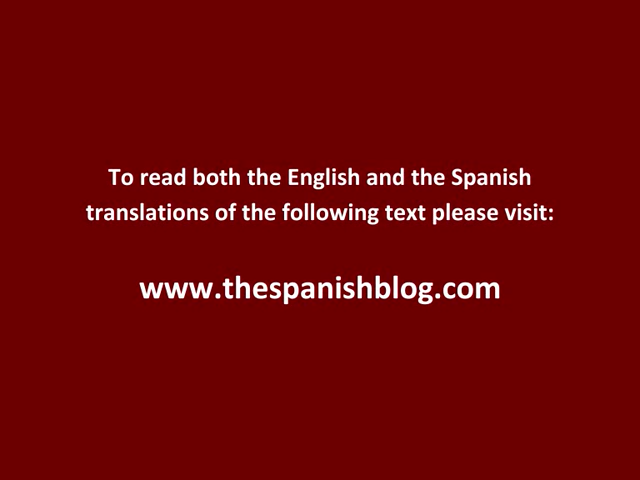 To read both the English and the Spanish
translations of the following text please visit:
www.thespanishblog.com